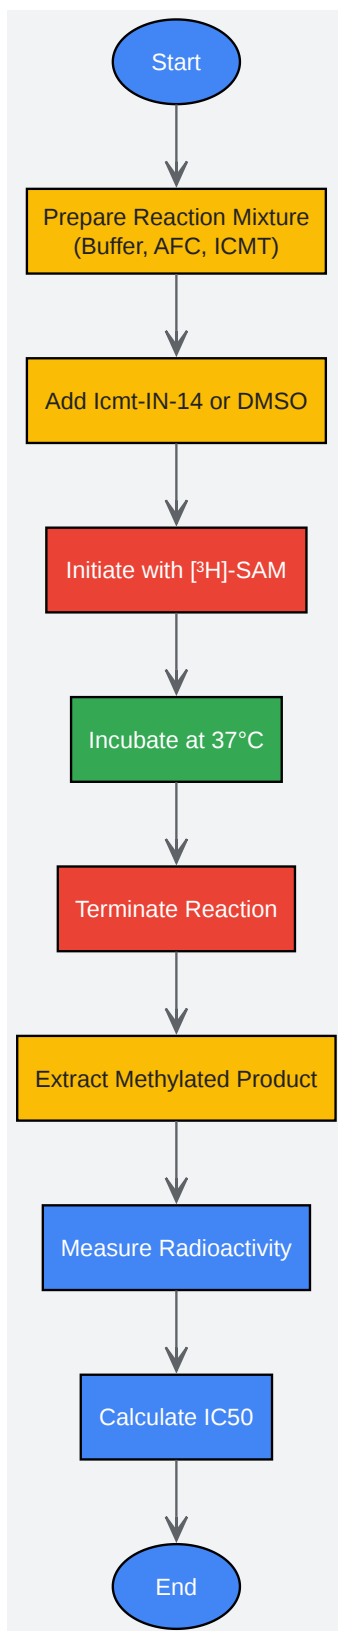 Start
Prepare Reaction Mixture
(Buffer, AFC, ICMT)
Add Icmt-IN-14 or DMSO
Initiate with [³H]-SAM
Incubate at 37°C
Terminate Reaction
Extract Methylated Product
Measure Radioactivity
Calculate IC50
End